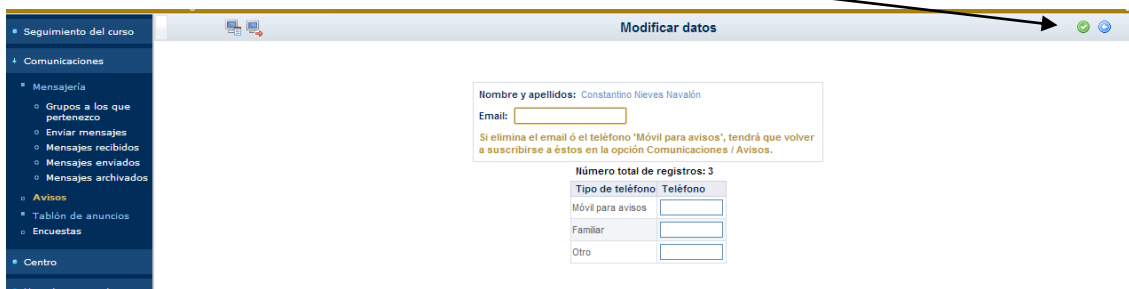 Seguimiento del curso
Modificar datos
Comunicaciones
Mensajería
Grupos a los que
pertenezco
Enviar mensajes
Mensajes recibidos
Mensajes enviados
Mensajes archivados
Avisos
Tablón de anuncios
Encuestas
Centro
Nombre y apellidos: Constantino Nieves Navalón
Email:
Si elimina el email ó el teléfono 'Móvil para avisos', tendrá que volver
a suscribirse a éstos en la opción Comunicaciones / Avisos.
Número total de registros: 3
Tipo de teléfono Teléfono
Móvil para avisos
Familiar
Otro